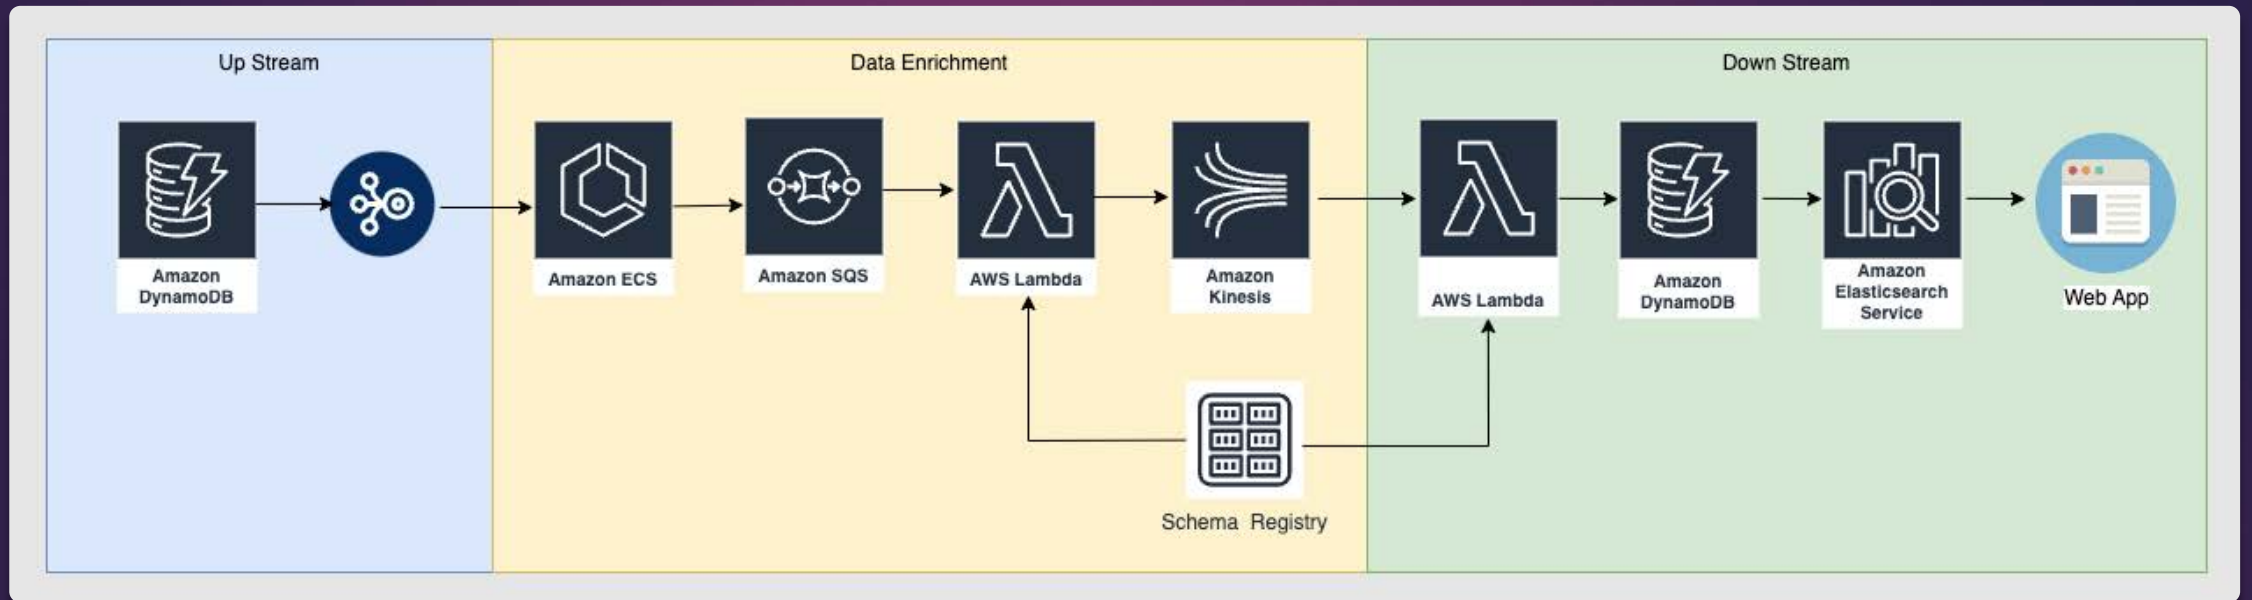 Up Stream
Data Enrichment
Down Stream
Amazon
DynamoDB
Amazon ECS
Amazon SQS
AWS Lambda
Amazon
Kinesis
AWS Lambda
Amazon
DynamoDB
Amazon
Elasticsearch
Service
Web App
Schema Registry